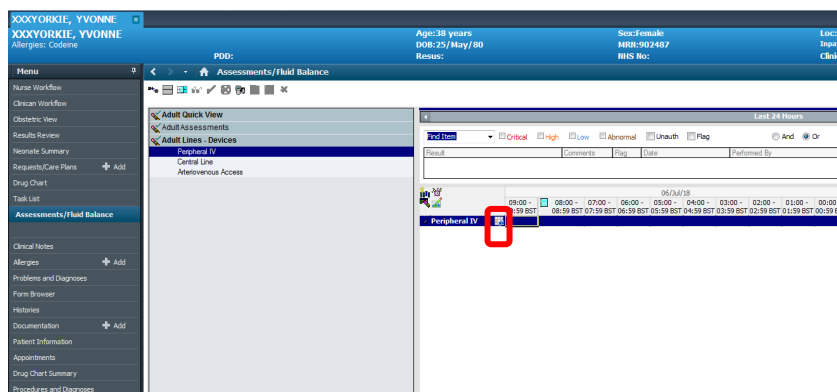 XXXYORKIE, YVONNE
XXXYORKIE, YVONNE
Allergies: Codeine
PDD:
Age:38 years
DOB:25/May/80
Resus:
Sex:Female
MRN:902487
NHS No:
Loc:
Inpa
Clini
Menu
Assessments/Fluid Balance
Nurse Workflow
Clinican Workflow
Obstetric View
Results Review
Neonate Summary
Requests/Care Plans + Add
Drug Chart
Task List
Assessments/Fluid Balance
Clinical Notes
Allergies + Add
Problems and Diagnoses
Form Browser
Histories
Documentation + Add
Patient Information
Appointments
Drug Chart Summary
Procedures and Diagnoses
Adult Quick View
Adult Assessments
Adult Lines - Devices
Peripheral IV
Central Line
Arteriovenous Access
Last 24 Hours
Find Item Critical High Low Abnormal Unauth Flag And Or
Result Comments Flag Date Performed By
06/Jul/18
09:00 - 08:00 - 07:00 - 06:00 - 05:00 - 04:00 - 03:00 - 02:00 - 01:00 - 00:00
:59 BST 08:59 BST 07:59 BST 06:59 BST 05:59 BST 04:59 BST 03:59 BST 02:59 BST 01:59 BST 00:59 B
Peripheral IV